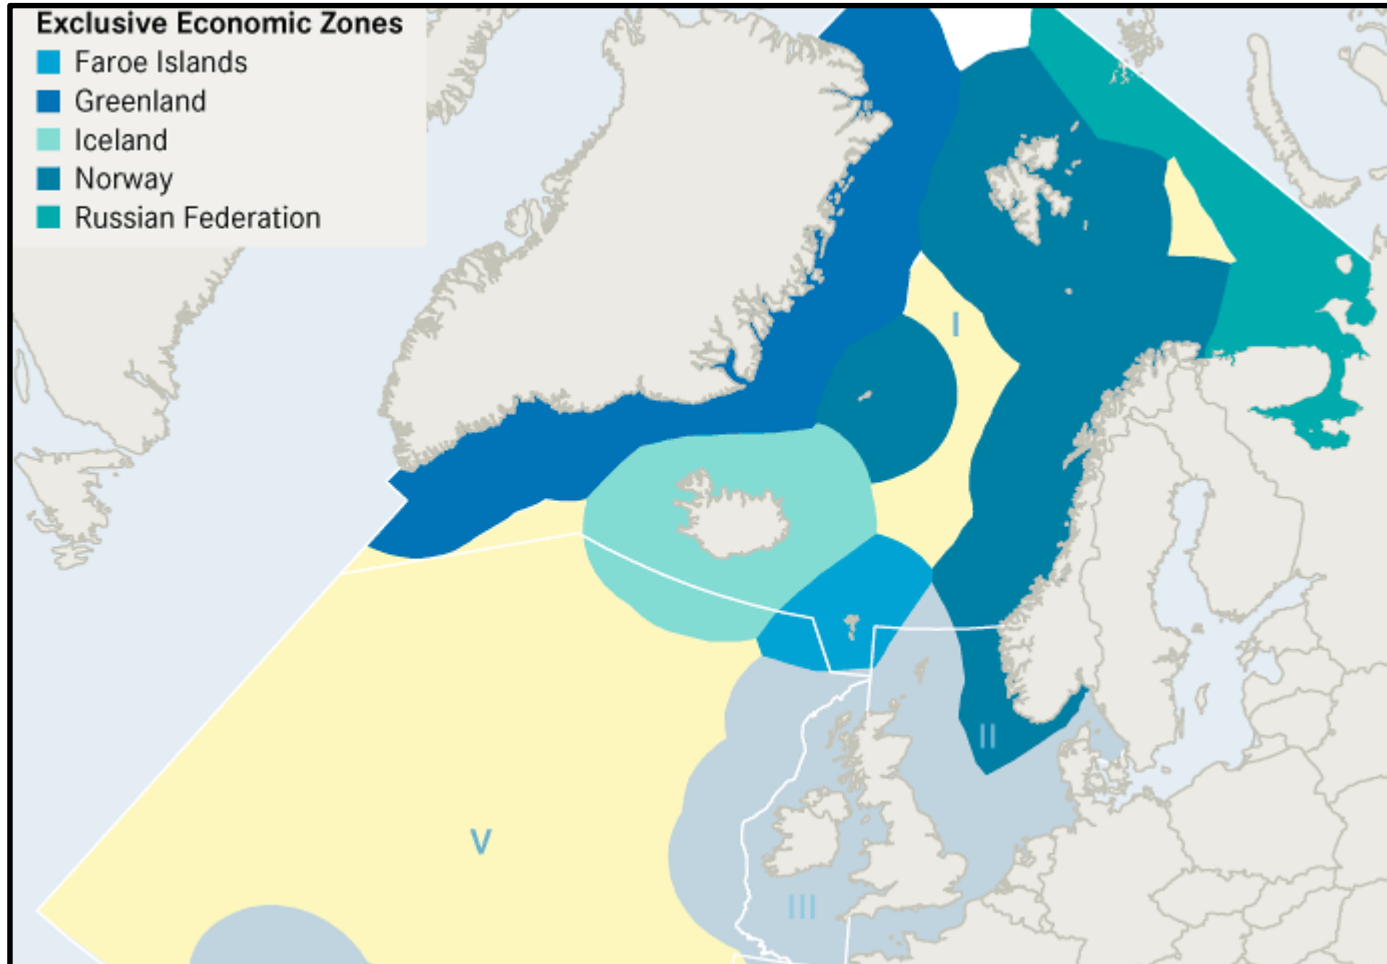 Exclusive Economic Zones
Faroe Islands
Greenland
Iceland
Norway
Russian Federation
I
II
V
III